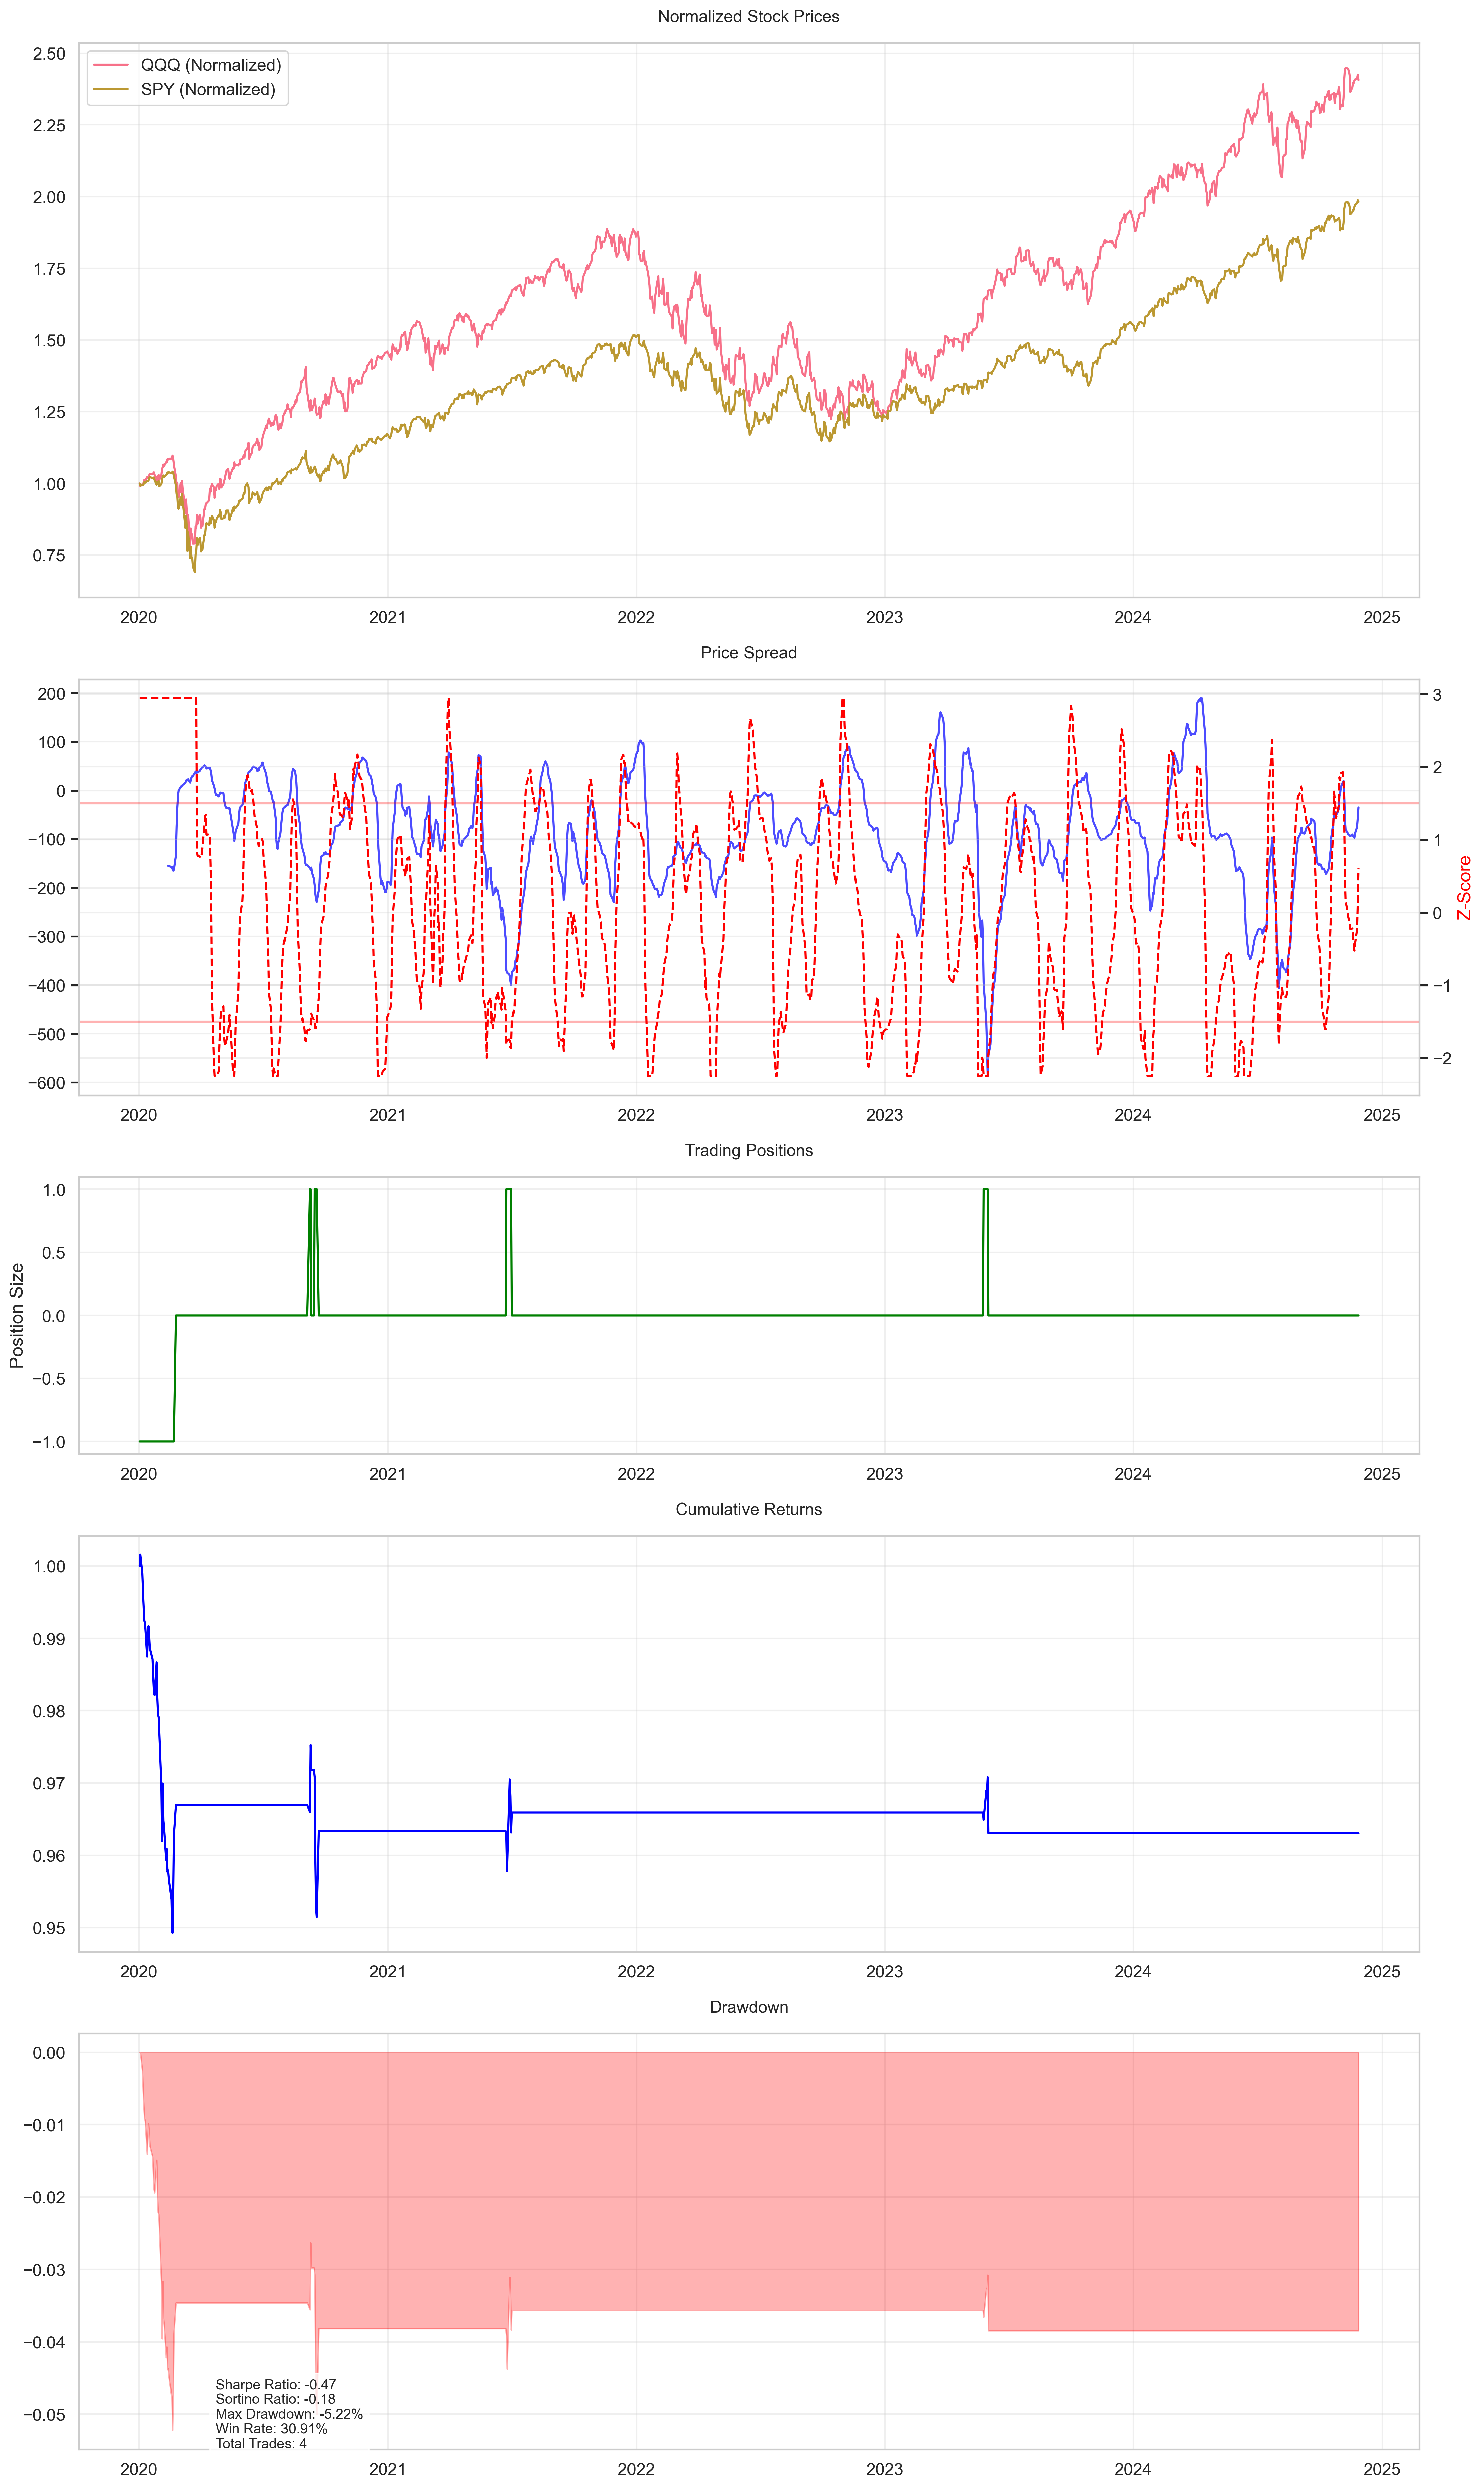 Normalized Stock Prices
QQQ (Normalized)
SPY (Normalized)
2.50
2.25
2.00
1.75
1.50
1.25
1.00
0.75
2020 2021 2022 2023 2024 2025
Price Spread
200
100
0
−100
−200
−300
−400
−500
−600
3
2
1
0
−1
−2
Z-Score
2020 2021 2022 2023 2024 2025
Trading Positions
Position Size
1.0
0.5
0.0
−0.5
−1.0
2020 2021 2022 2023 2024 2025
Cumulative Returns
1.00
0.99
0.98
0.97
0.96
0.95
2020 2021 2022 2023 2024 2025
Drawdown
0.00
−0.01
−0.02
−0.03
−0.04
−0.05
Sharpe Ratio: -0.47
Sortino Ratio: -0.18
Max Drawdown: -5.22%
Win Rate: 30.91%
Total Trades: 4
2020 2021 2022 2023 2024 2025